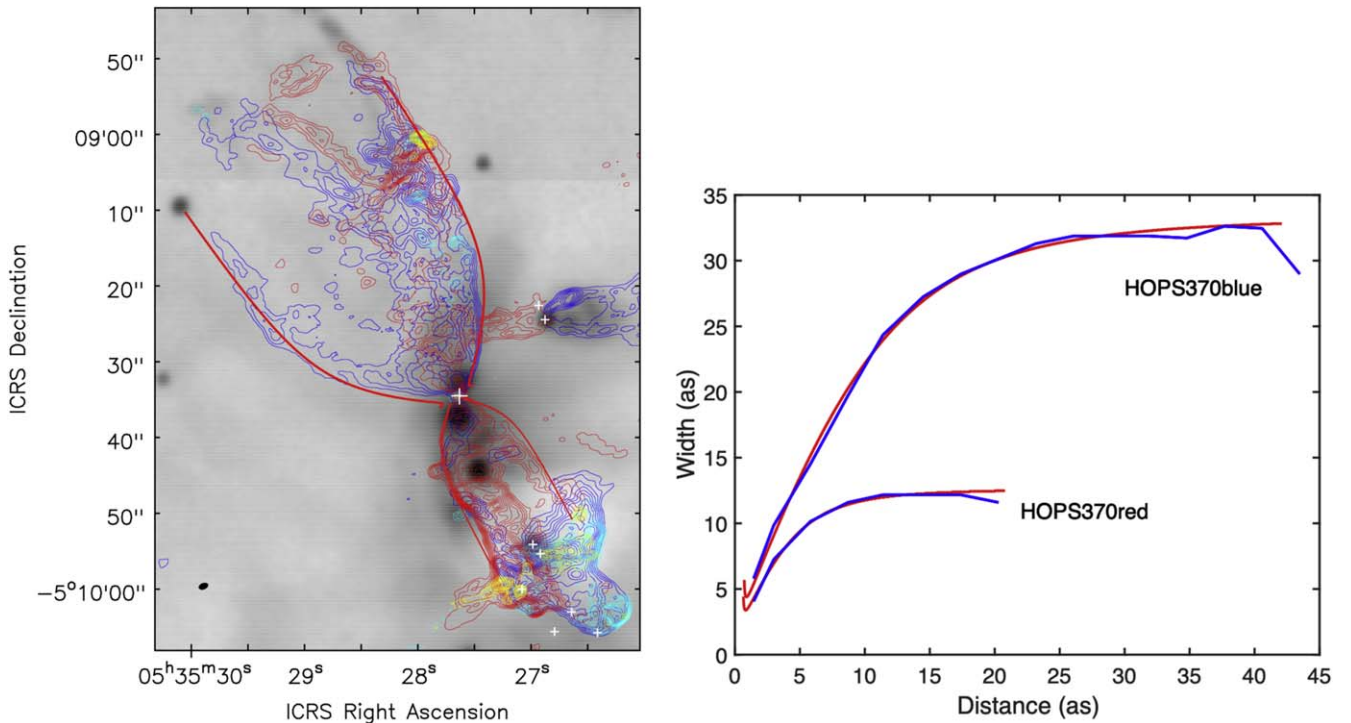 50"
09'00"
10"
20"
30"
40"
50"
−5°10'00"
ICRS Declination
05ʰ35ᵐ30ˢ 29ˢ 28ˢ 27ˢ
ICRS Right Ascension
35
30
25
20
15
10
5
0
Width (as)
HOPS370blue
HOPS370red
0 5 10 15 20 25 30 35 40 45
Distance (as)